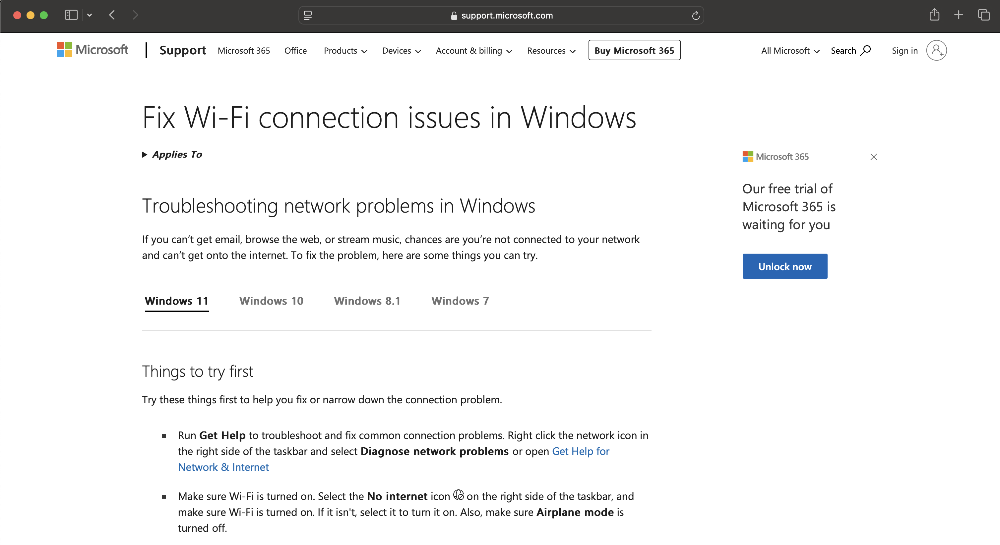 support.microsoft.com
Microsoft | Support Microsoft 365 Office Products Devices Account & billing Resources Buy Microsoft 365 All Microsoft Search Sign in
Fix Wi-Fi connection issues in Windows
Applies To
Microsoft 365
Our free trial of
Microsoft 365 is
waiting for you
Unlock now
Troubleshooting network problems in Windows
If you can’t get email, browse the web, or stream music, chances are you’re not connected to your network
and can’t get onto the internet. To fix the problem, here are some things you can try.
Windows 11 Windows 10 Windows 8.1 Windows 7
Things to try first
Try these things first to help you fix or narrow down the connection problem.
Run Get Help to troubleshoot and fix common connection problems. Right click the network icon in
the right side of the taskbar and select Diagnose network problems or open Get Help for
Network & Internet
Make sure Wi-Fi is turned on. Select the No internet icon on the right side of the taskbar, and
make sure Wi-Fi is turned on. If it isn't, select it to turn it on. Also, make sure Airplane mode is
turned off.